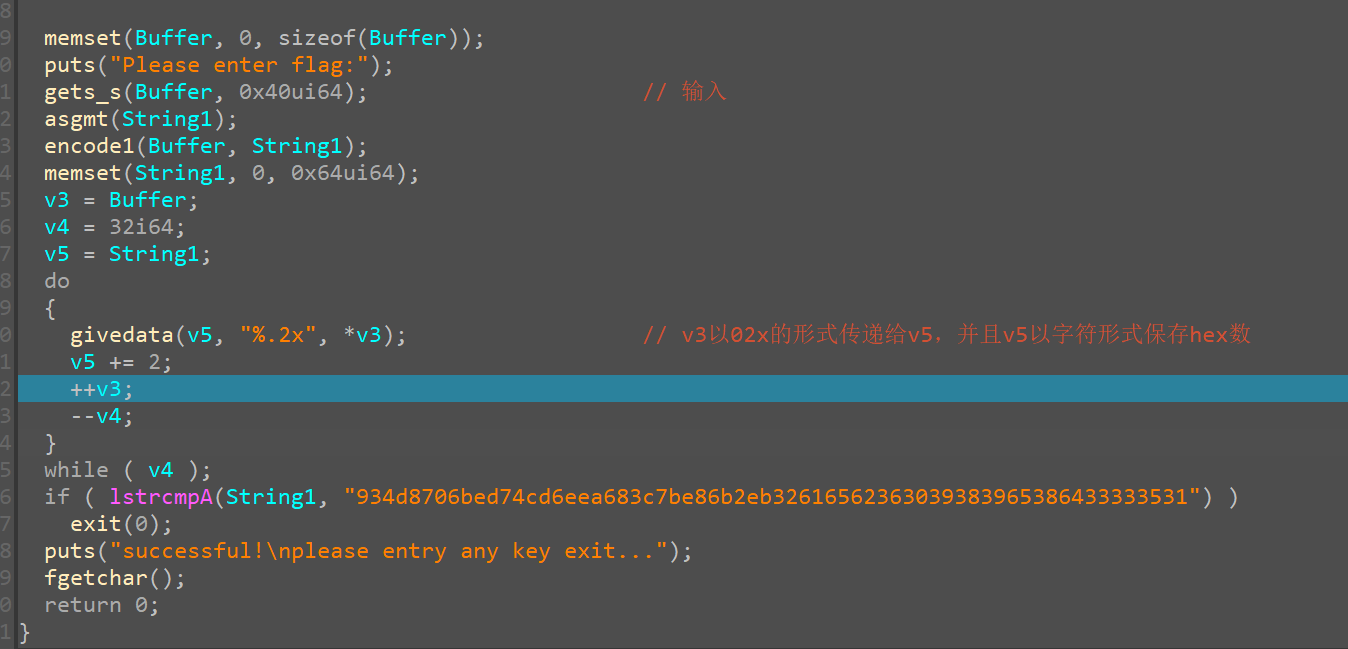 8
9 memset(Buffer, 0, sizeof(Buffer));
0 puts("Please enter flag:");
1 gets_s(Buffer, 0x40ui64); // 输入
2 asgmt(String1);
3 encode1(Buffer, String1);
4 memset(String1, 0, 0x64ui64);
5 v3 = Buffer;
6 v4 = 32i64;
7 v5 = String1;
8 do
9 {
0 givedata(v5, "%.2x", *v3); // v3以02x的形式传递给v5，并且v5以字符形式保存hex数
1 v5 += 2;
2 ++v3;
3 --v4;
4 }
5 while ( v4 );
6 if ( lstrcmpA(String1, "934d8706bed74cd6eea683c7be86b2eb32616562363039383965386433333531") )
7 exit(0);
8 puts("successful!\nplease entry any key exit...");
9 fgetchar();
0 return 0;
1 }